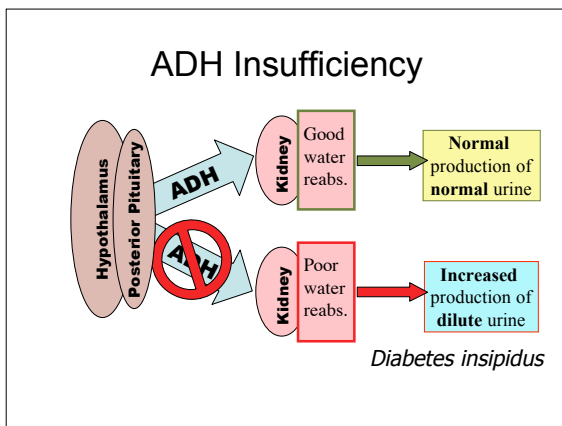 ADH Insufficiency
Hypothalamus
Posterior Pituitary
ADH
Kidney
Good
water
reabs.
Normal
production of
normal urine
ADH
Kidney
Poor
water
reabs.
Increased
production of
dilute urine
Diabetes insipidus